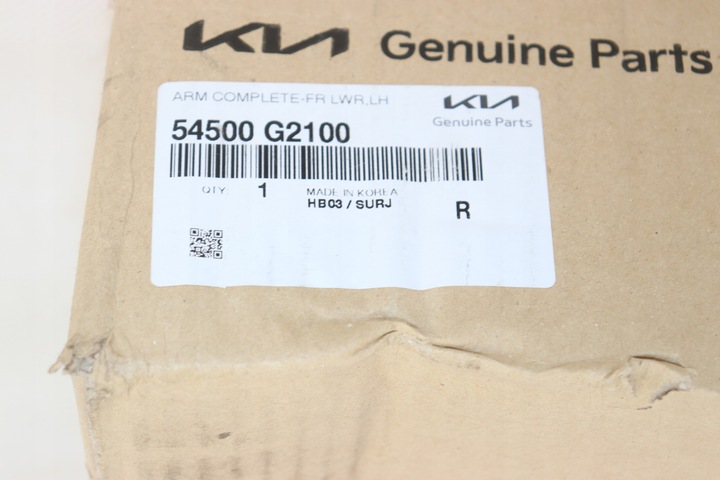 KIA Genuine Parts
ARM COMPLETE-FR LWR,LH
KIA
Genuine Parts
54500 G2100
QTY: 1
MADE IN KOREA
HB03 / SURJ
R